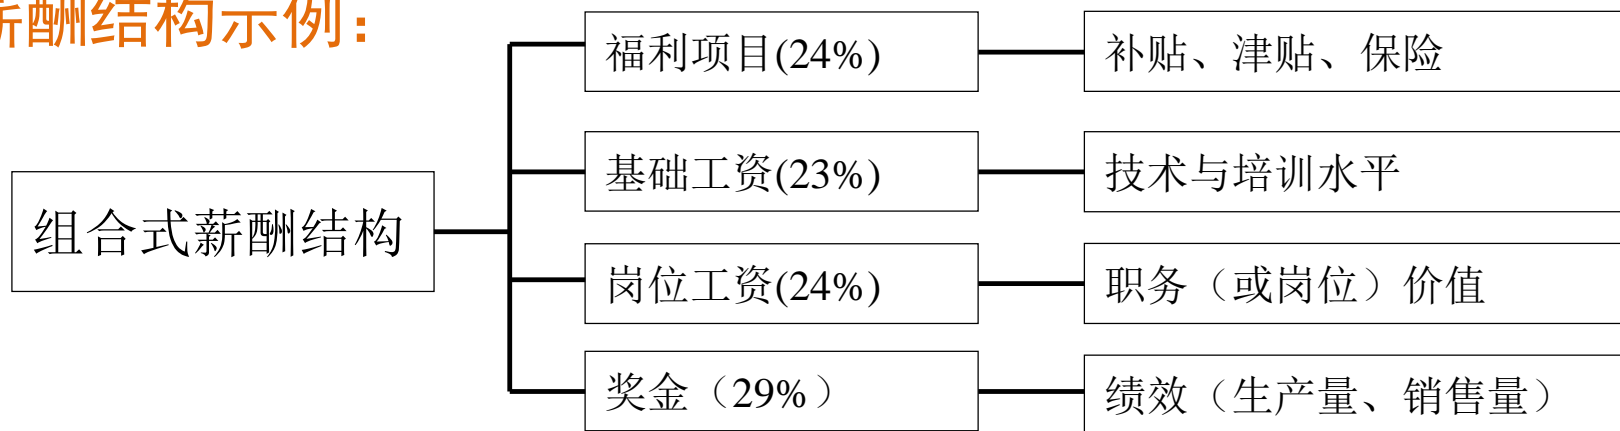 薪酬结构示例：
福利项目(24%)
补贴、津贴、保险
基础工资(23%)
技术与培训水平
组合式薪酬结构
岗位工资(24%)
职务（或岗位）价值
奖金（29%）
绩效（生产量、销售量）